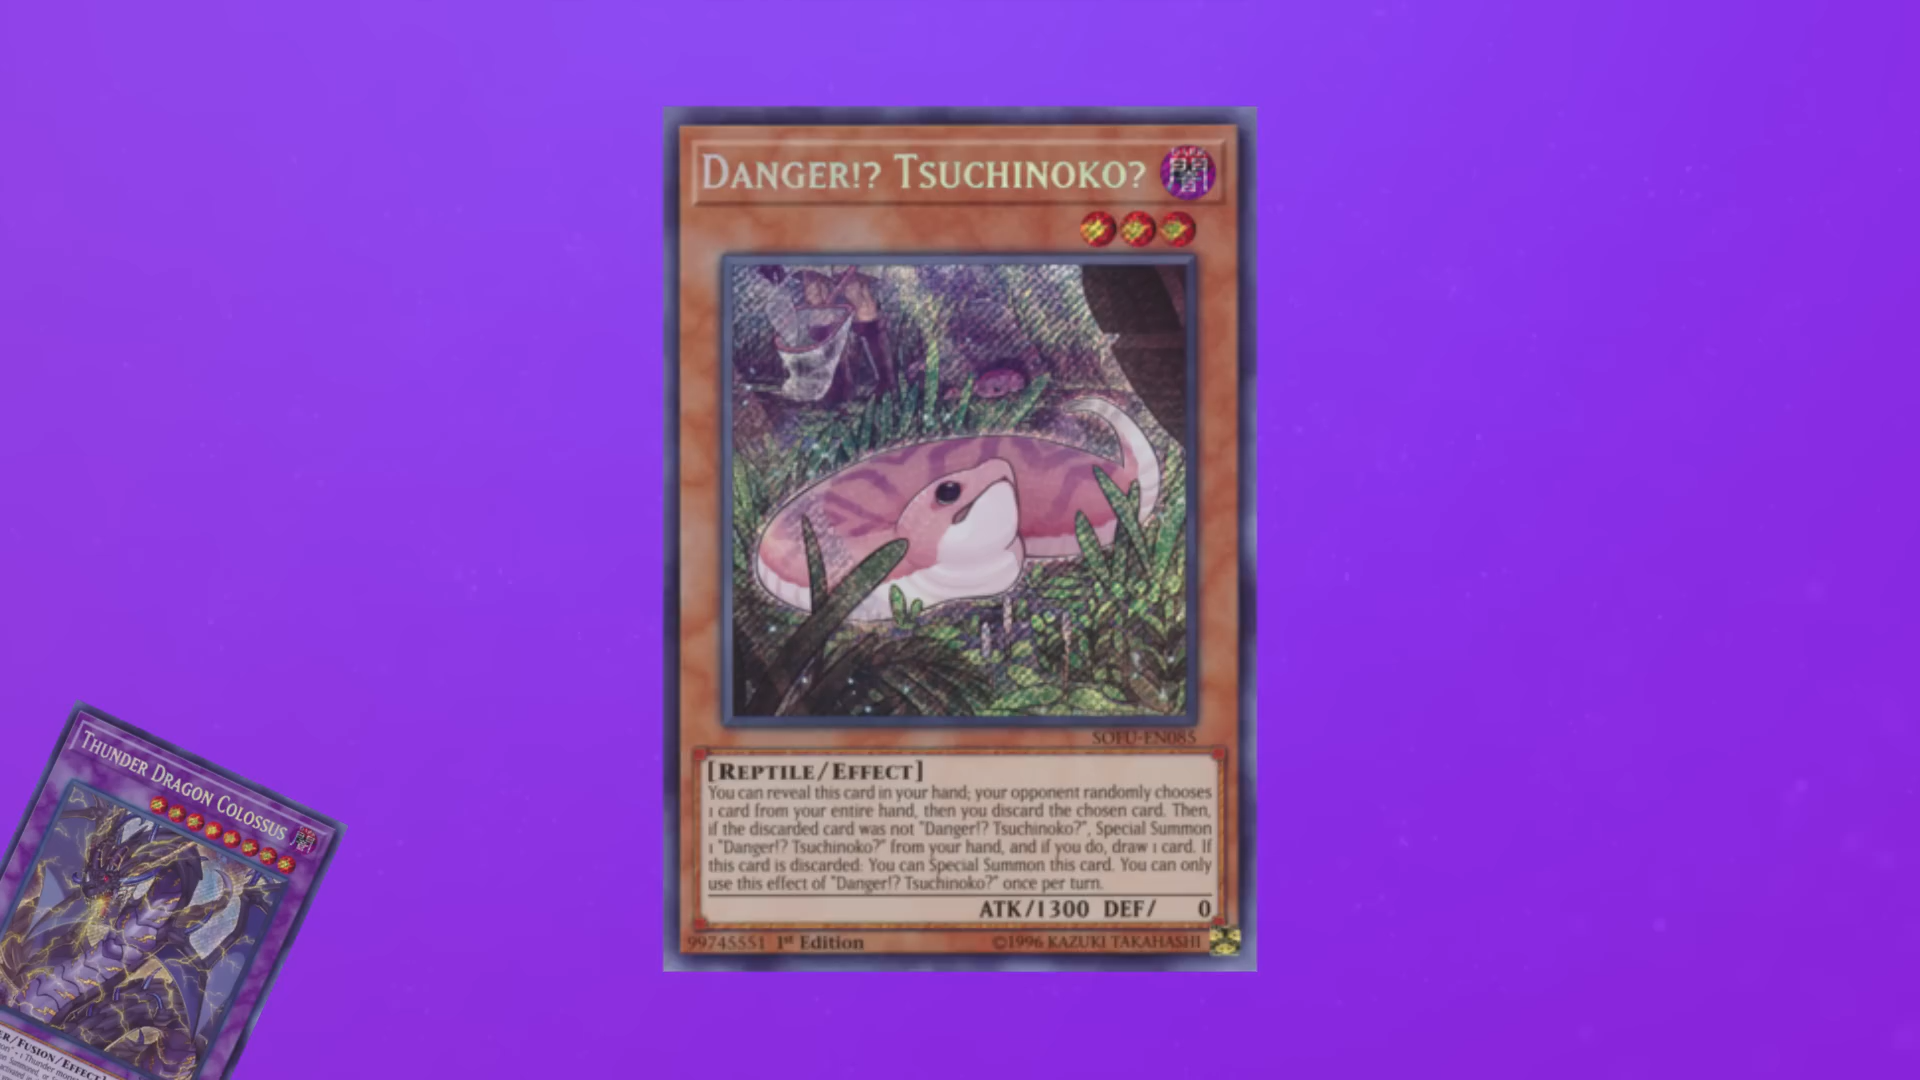 DANGER!? TSUCHINOKO?
SOFU-EN085
[REPTILE/EFFECT]
You can reveal this card in your hand; your opponent randomly chooses
1 card from your entire hand, then you discard the chosen card. Then,
if the discarded card was not "Danger!? Tsuchinoko?", Special Summon
1 "Danger!? Tsuchinoko?" from your hand, and if you do, draw 1 card. If
this card is discarded: You can Special Summon this card. You can only
use this effect of "Danger!? Tsuchinoko?" once per turn.
ATK/1300 DEF/ 0
99745551 1st Edition ©1996 KAZUKI TAKAHASHI
THUNDER DRAGON COLOSSUS
/FUSION/EFFECT]